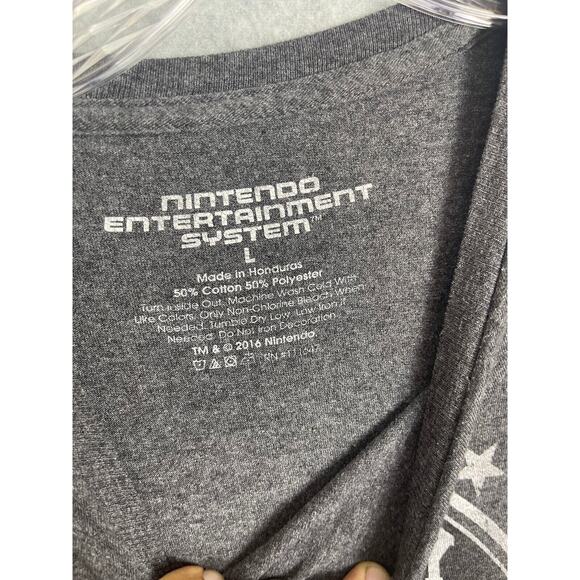 NINTENDO
ENTERTAINMENT
SYSTEM™
L
Made in Honduras
50% Cotton 50% Polyester
Turn Inside Out, Machine Wash Cold With
Like Colors, Only Non-Chlorine Bleach When
Needed, Tumble Dry Low, Low Iron If
Needed, Do Not Iron Decoration
TM & © 2016 Nintendo
RN #111547